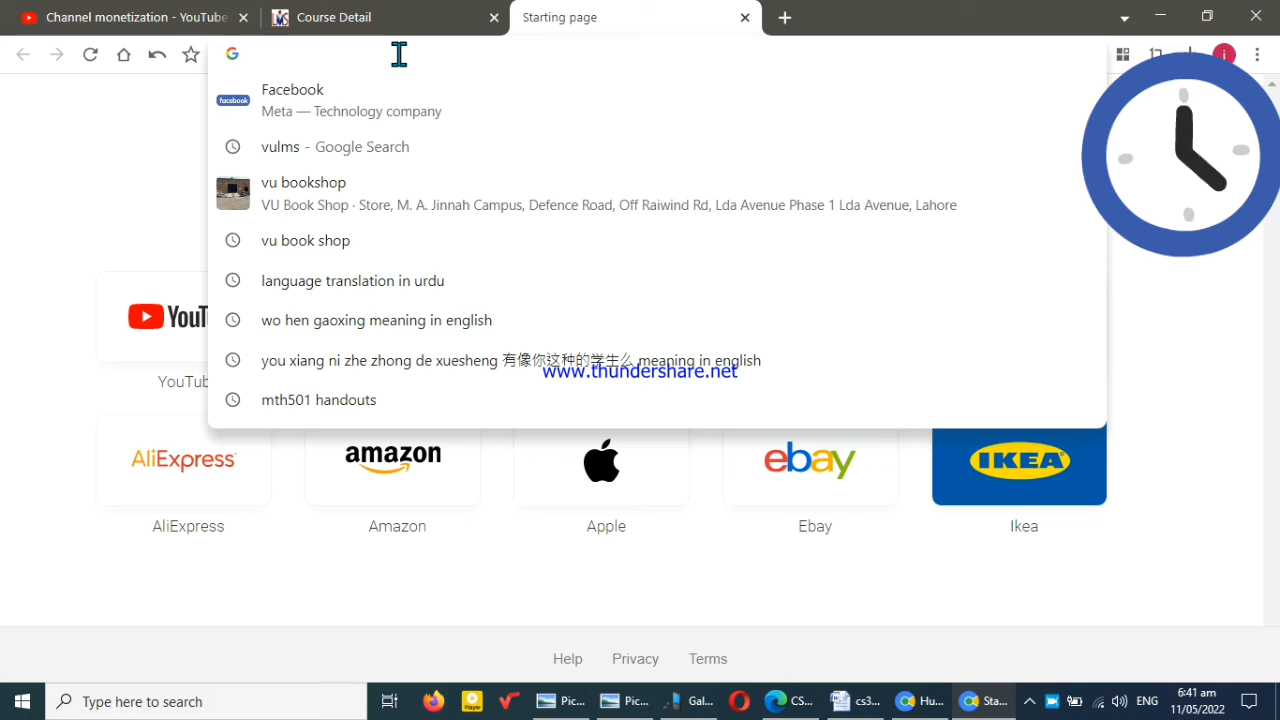 Channel monetization - YouTube
Course Detail
Starting page
i
facebook
Facebook
Meta — Technology company
vulms - Google Search
vu bookshop
VU Book Shop · Store, M. A. Jinnah Campus, Defence Road, Off Raiwind Rd, Lda Avenue Phase 1 Lda Avenue, Lahore
vu book shop
language translation in urdu
wo hen gaoxing meaning in english
you xiang ni zhe zhong de xuesheng 有像你这种的学生么 meaning in english
www.thundershare.net
mth501 handouts
YouTube
AliExpress
amazon
ebay
IKEA
AliExpress
Amazon
Apple
Ebay
Ikea
Help
Privacy
Terms
Type here to search
Player
Pic...
Pic...
Gal...
CS...
cs3...
Hu...
Sta...
ENG
6:41 am
11/05/2022